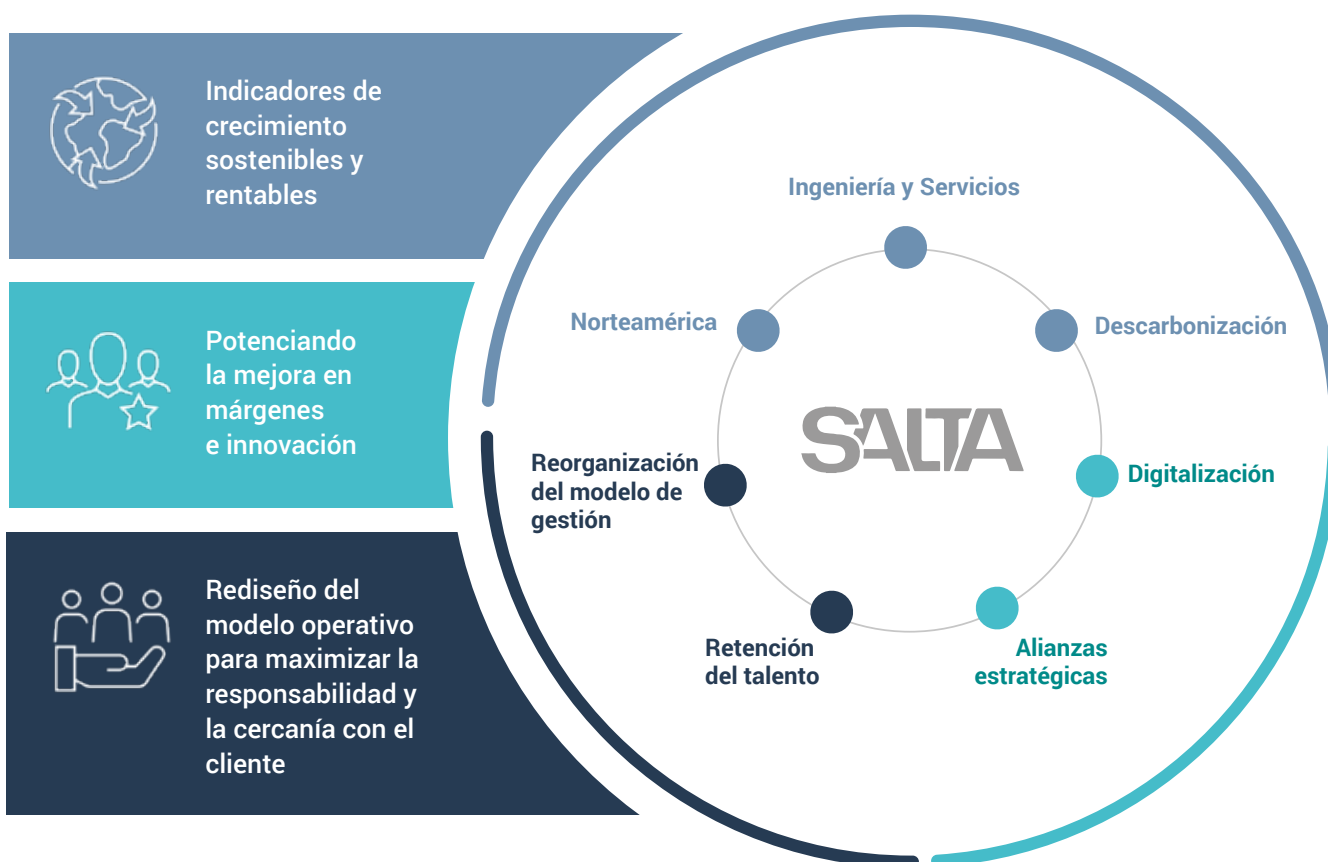 Indicadores de
crecimiento
sostenibles y
rentables
Potenciando
la mejora en
márgenes
e innovación
Rediseño del
modelo operativo
para maximizar la
responsabilidad y
la cercanía con el
cliente
Ingeniería y Servicios
Norteamérica
Descarbonización
SALTA
Reorganización
del modelo de
gestión
Digitalización
Retención
del talento
Alianzas
estratégicas